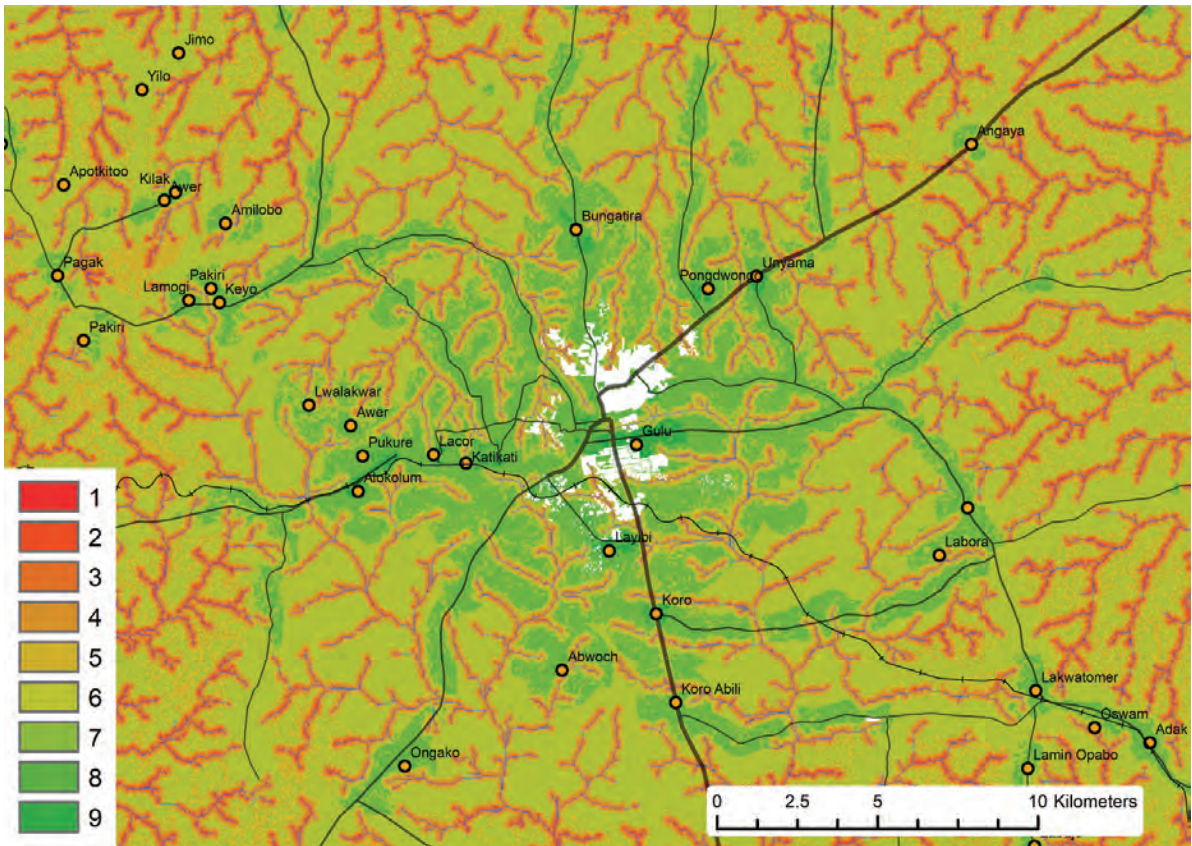 Jimo
Yilo
Angaya
Apotkitoo
Kilak
Awer
Amilobo
Bungatira
Pagak
Pakiri
Lamogi
Keyo
Pongdwong
Unyama
Pakiri
Lwalakwar
Awer
Pukure
Lacor
Katikati
Gulu
Atokolum
Layibi
Labora
Koro
Abwoch
Koro Abili
Lakwatomer
Oswam
Adak
Ongako
Lamin Opabo
1
2
3
4
5
6
7
8
9
0 2.5 5 10 Kilometers